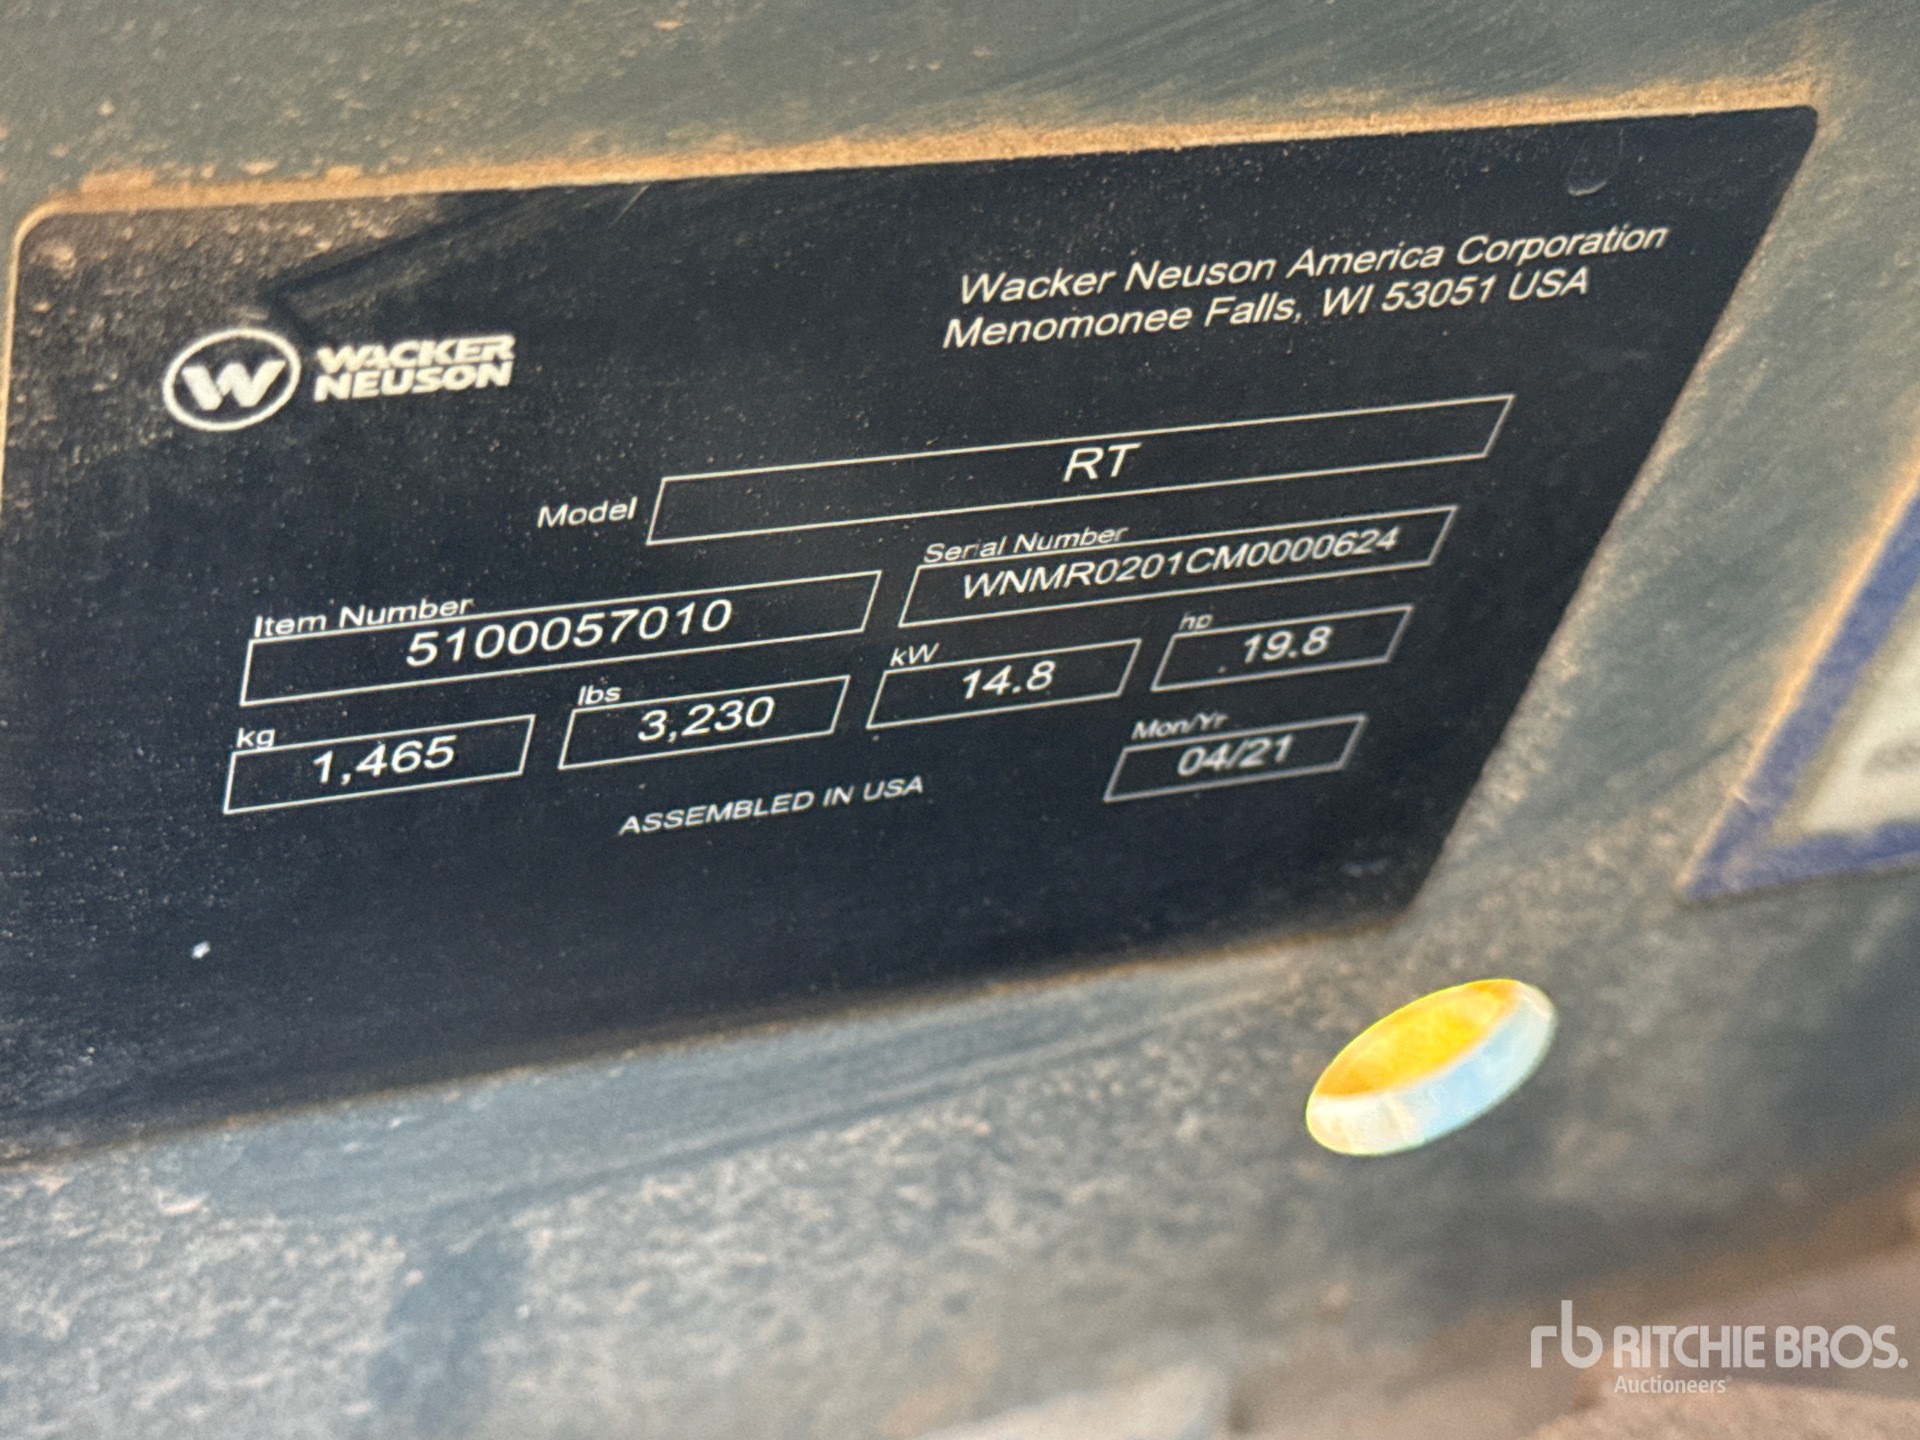 Wacker Neuson America Corporation
Menomonee Falls, WI 53051 USA
W WACKER
NEUSON
Model RT
Item Number
5100057010
Serial Number
WNMR0201CM0000624
kg
1,465
lbs
3,230
kW
14.8
hp
19.8
Mon/Yr
04/21
ASSEMBLED IN USA
rb RITCHIE BROS.
Auctioneers